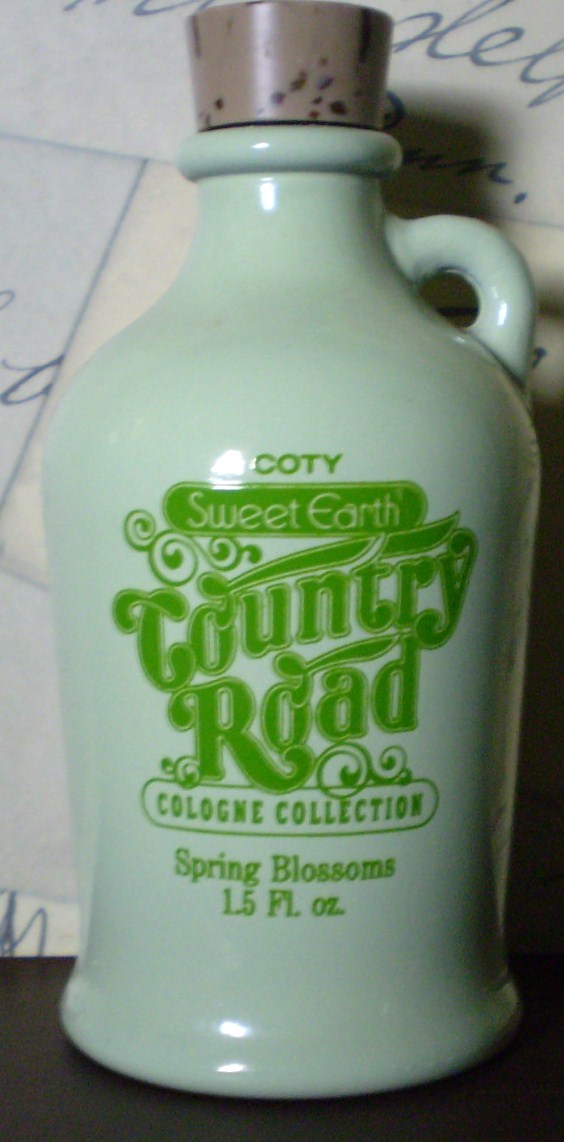 COTY
Sweet Earth
Country
Road
COLOGNE COLLECTION
Spring Blossoms
1.5 Fl. oz.